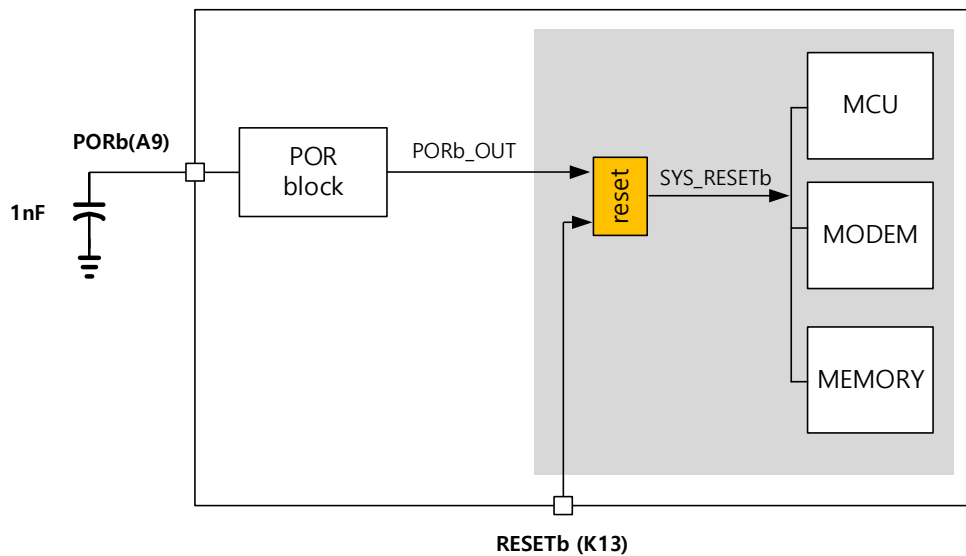 PORb(A9)
1nF
POR
block
PORb_OUT
reset
SYS_RESETb
MCU
MODEM
MEMORY
RESETb (K13)